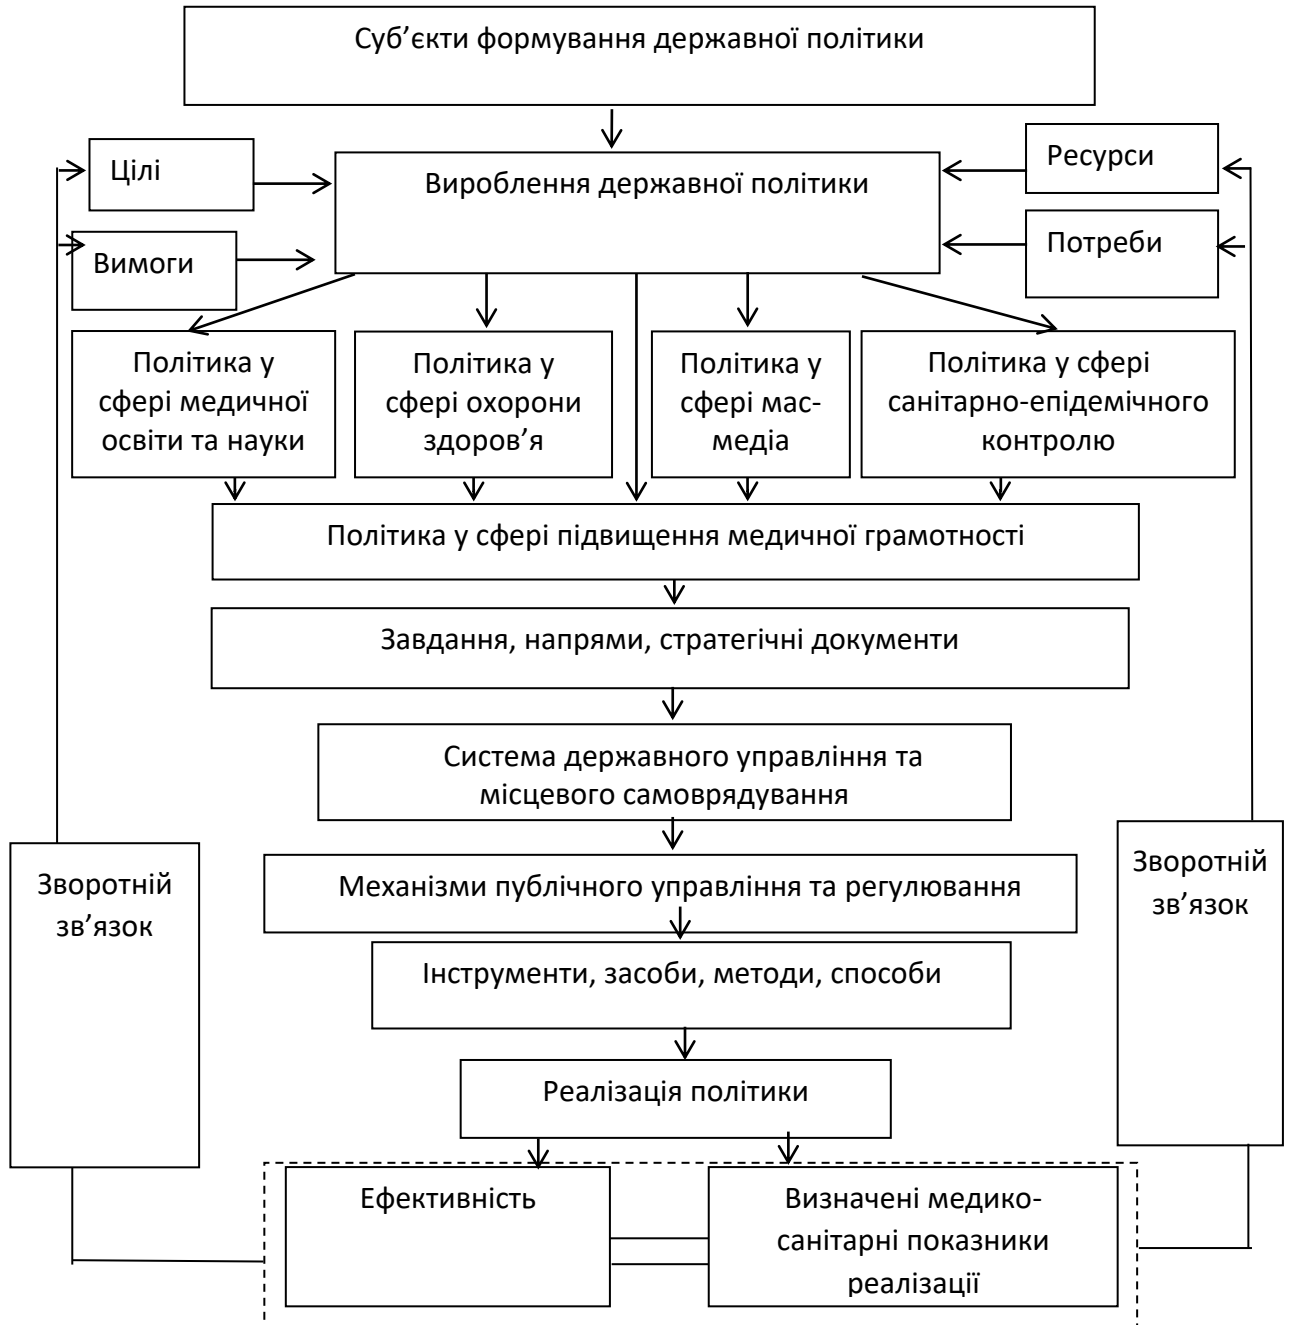 Суб’єкти формування державної політики
Цілі
Вироблення державної політики
Ресурси
Вимоги
Потреби
Політика у
сфері медичної
освіти та науки
Політика у
сфері охорони
здоров’я
Політика у
сфері мас-
медіа
Політика у сфері
санітарно-епідемічного
контролю
Політика у сфері підвищення медичної грамотності
Завдання, напрями, стратегічні документи
Система державного управління та
місцевого самоврядування
Зворотній
зв’язок
Механізми публічного управління та регулювання
Зворотній
зв’язок
Інструменти, засоби, методи, способи
Реалізація політики
Ефективність
Визначені медико-
санітарні показники
реалізації